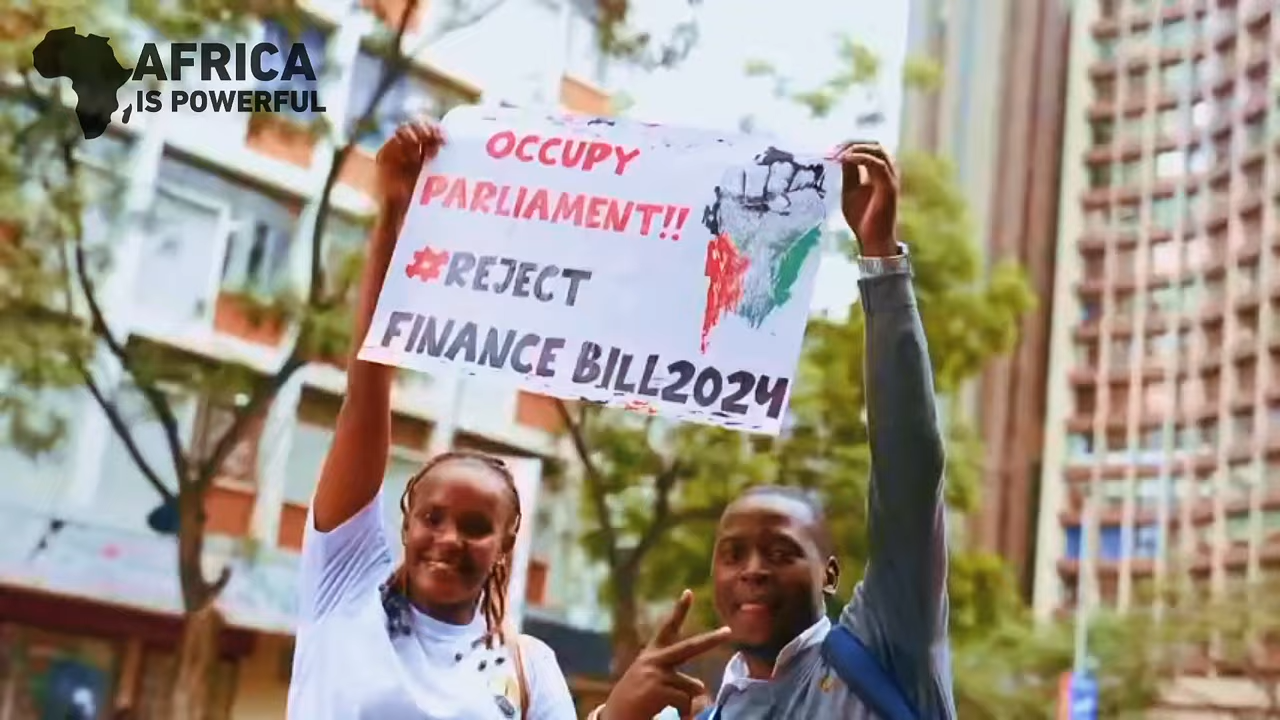 AFRICA
IS POWERFUL
OCCUPY
PARLIAMENT!!
#REJECT
FINANCE BILL2024